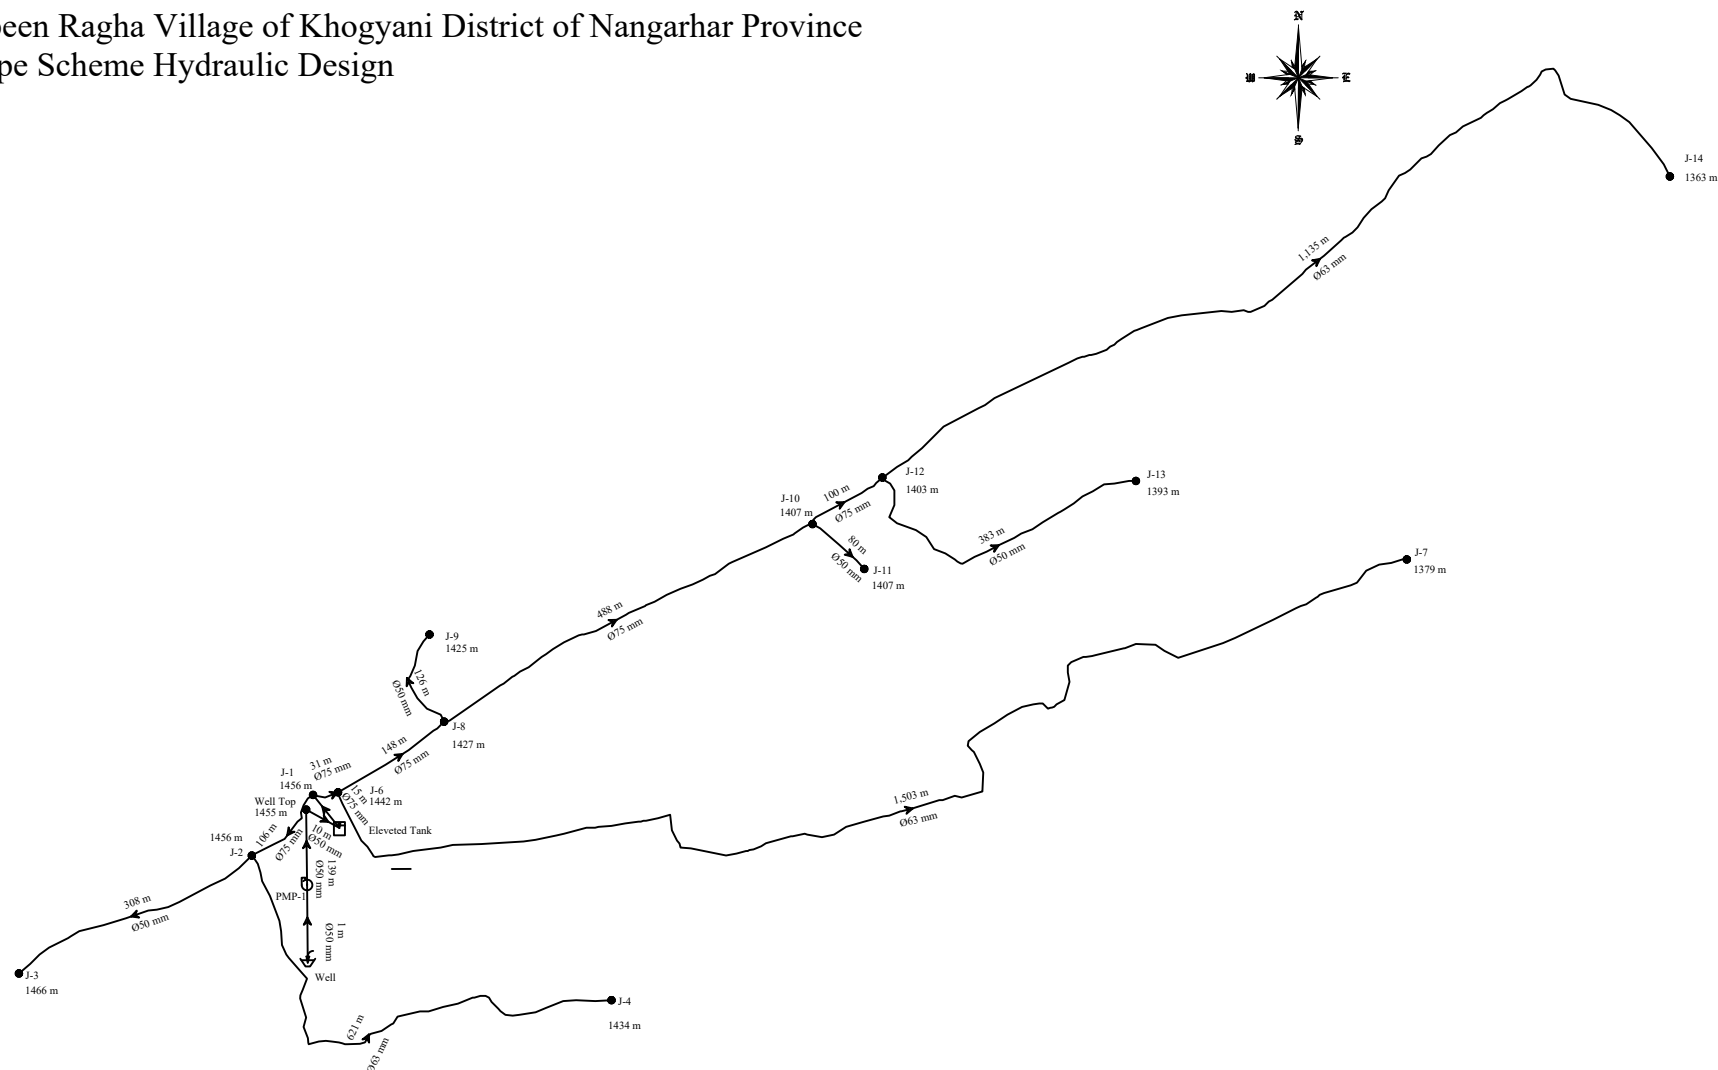 een Ragha Village of Khogyani District of Nangarhar Province
pe Scheme Hydraulic Design
N
W
E
S
J-14
1363 m
1,135 m
Ø63 mm
J-12
1403 m
J-13
1393 m
J-10
1407 m
100 m
Ø75 mm
80 m
Ø50 mm
J-11
1407 m
383 m
Ø50 mm
J-7
1379 m
488 m
Ø75 mm
J-9
1425 m
126 m
Ø50 mm
J-8
1427 m
148 m
Ø75 mm
31 m
Ø75 mm
J-1
1456 m
J-6
1442 m
15 m
Ø75 mm
Well Top
1455 m
Eleveted Tank
10 m
Ø50 mm
106 m
Ø75 mm
1456 m
J-2
1,503 m
Ø63 mm
139 m
Ø50 mm
PMP-1
1 m
Ø50 mm
Well
308 m
Ø50 mm
J-3
1466 m
J-4
1434 m
621 m
Ø63 mm